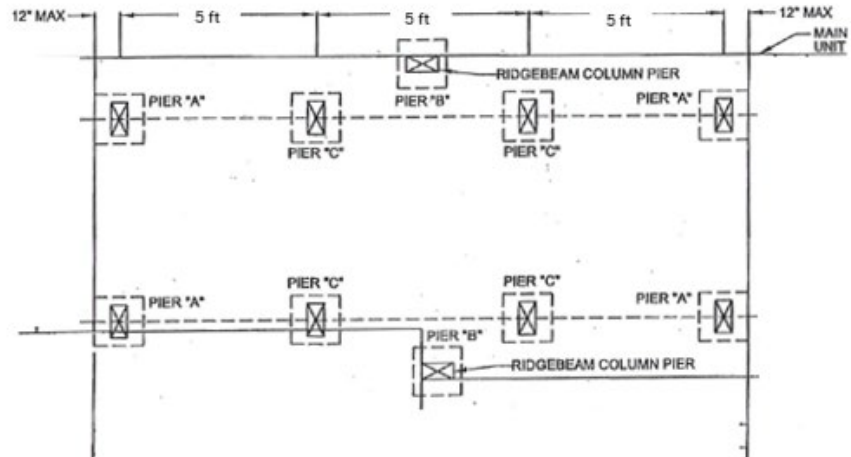 12" MAX
5 ft
5 ft
5 ft
12" MAX
MAIN
UNIT
RIDGEBEAM COLUMN PIER
PIER "A"
PIER "B"
PIER "A"
PIER "C"
PIER "C"
PIER "A"
PIER "C"
PIER "C"
PIER "A"
PIER "B"
RIDGEBEAM COLUMN PIER